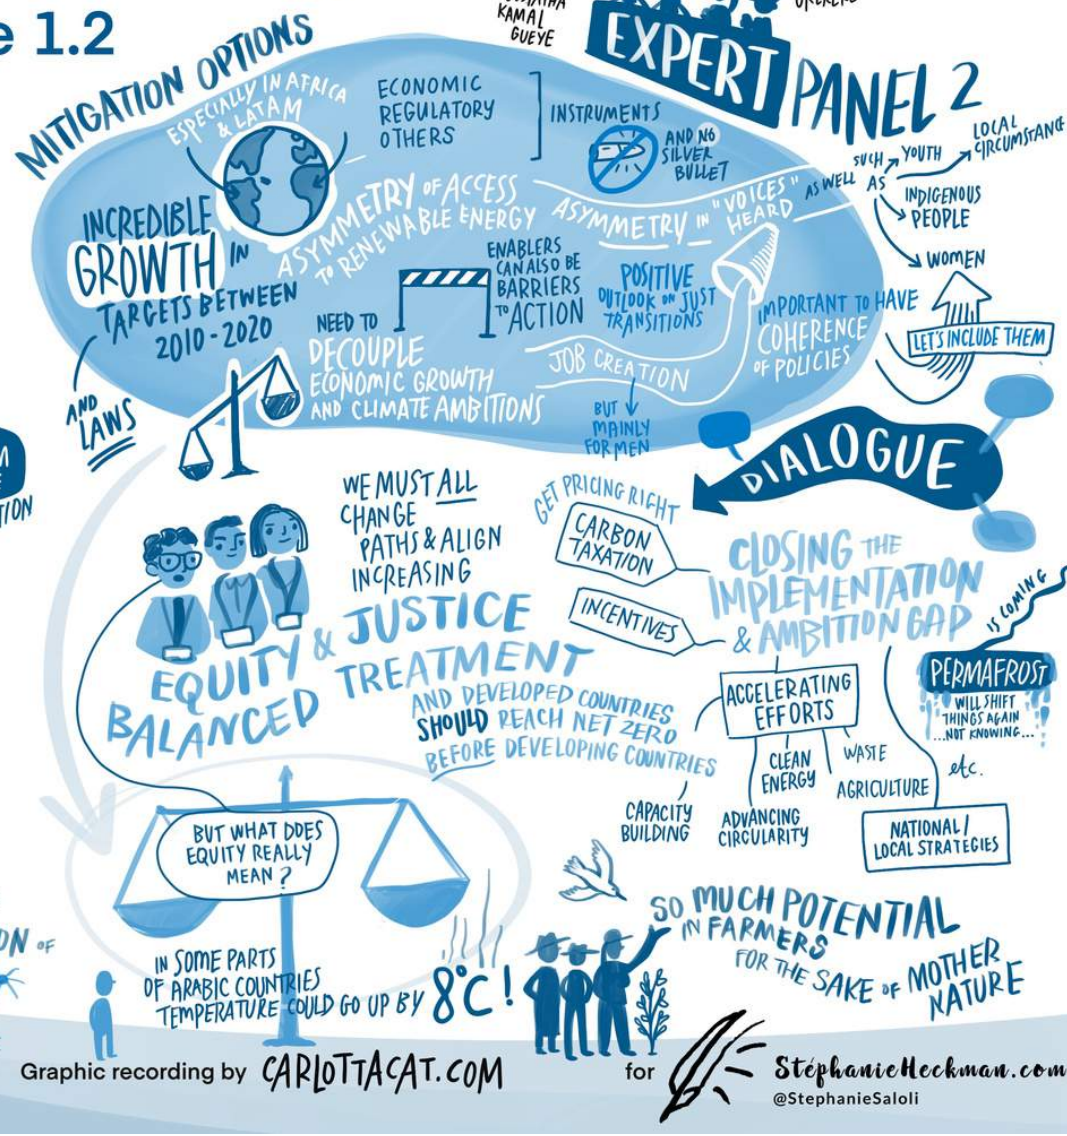 1.2
KAMAL
GUEYE
EXPERT PANEL 2
MITIGATION OPTIONS
ESPECIALLY IN AFRICA
& LATAM
ECONOMIC
REGULATORY
OTHERS
INSTRUMENTS
AND NO
SILVER
BULLET
INCREDIBLE
GROWTH IN
TARGETS BETWEEN
2010-2020
AND
LAWS
ASYMMETRY OF ACCESS
TO RENEWABLE ENERGY
ASYMMETRY IN "VOICES"
HEARD
AS WELL
SUCH
AS
YOUTH
LOCAL
CIRCUMSTANCE
INDIGENOUS
PEOPLE
WOMEN
LET'S INCLUDE THEM
ENABLERS
CAN ALSO BE
BARRIERS
TO ACTION
POSITIVE
OUTLOOK ON JUST
TRANSITIONS
IMPORTANT TO HAVE
COHERENCE
OF POLICIES
NEED TO
DECOUPLE
ECONOMIC GROWTH
AND CLIMATE AMBITIONS
JOB CREATION
BUT
MAINLY
FOR MEN
DIALOGUE
WE MUST ALL
CHANGE
PATHS & ALIGN
INCREASING
EQUITY & JUSTICE
BALANCED TREATMENT
AND DEVELOPED COUNTRIES
SHOULD REACH NET ZERO
BEFORE DEVELOPING COUNTRIES
GET PRICING RIGHT
CARBON
TAXATION
INCENTIVES
CLOSING THE
IMPLEMENTATION
& AMBITION GAP
ACCELERATING
EFFORTS
CAPACITY
BUILDING
ADVANCING
CIRCULARITY
CLEAN
ENERGY
WASTE
AGRICULTURE
NATIONAL/
LOCAL STRATEGIES
IS COMING
PERMAFROST
WILL SHIFT
THINGS AGAIN
...NOT KNOWING...
etc.
BUT WHAT DOES
EQUITY REALLY
MEAN?
IN SOME PARTS
OF ARABIC COUNTRIES
TEMPERATURE COULD GO UP BY 8°C!
SO MUCH POTENTIAL
IN FARMERS
FOR THE SAKE OF MOTHER
NATURE
OF
Graphic recording by CARLOTTACAT.COM for StéphanieHeckman.com
@StephanieSaloli